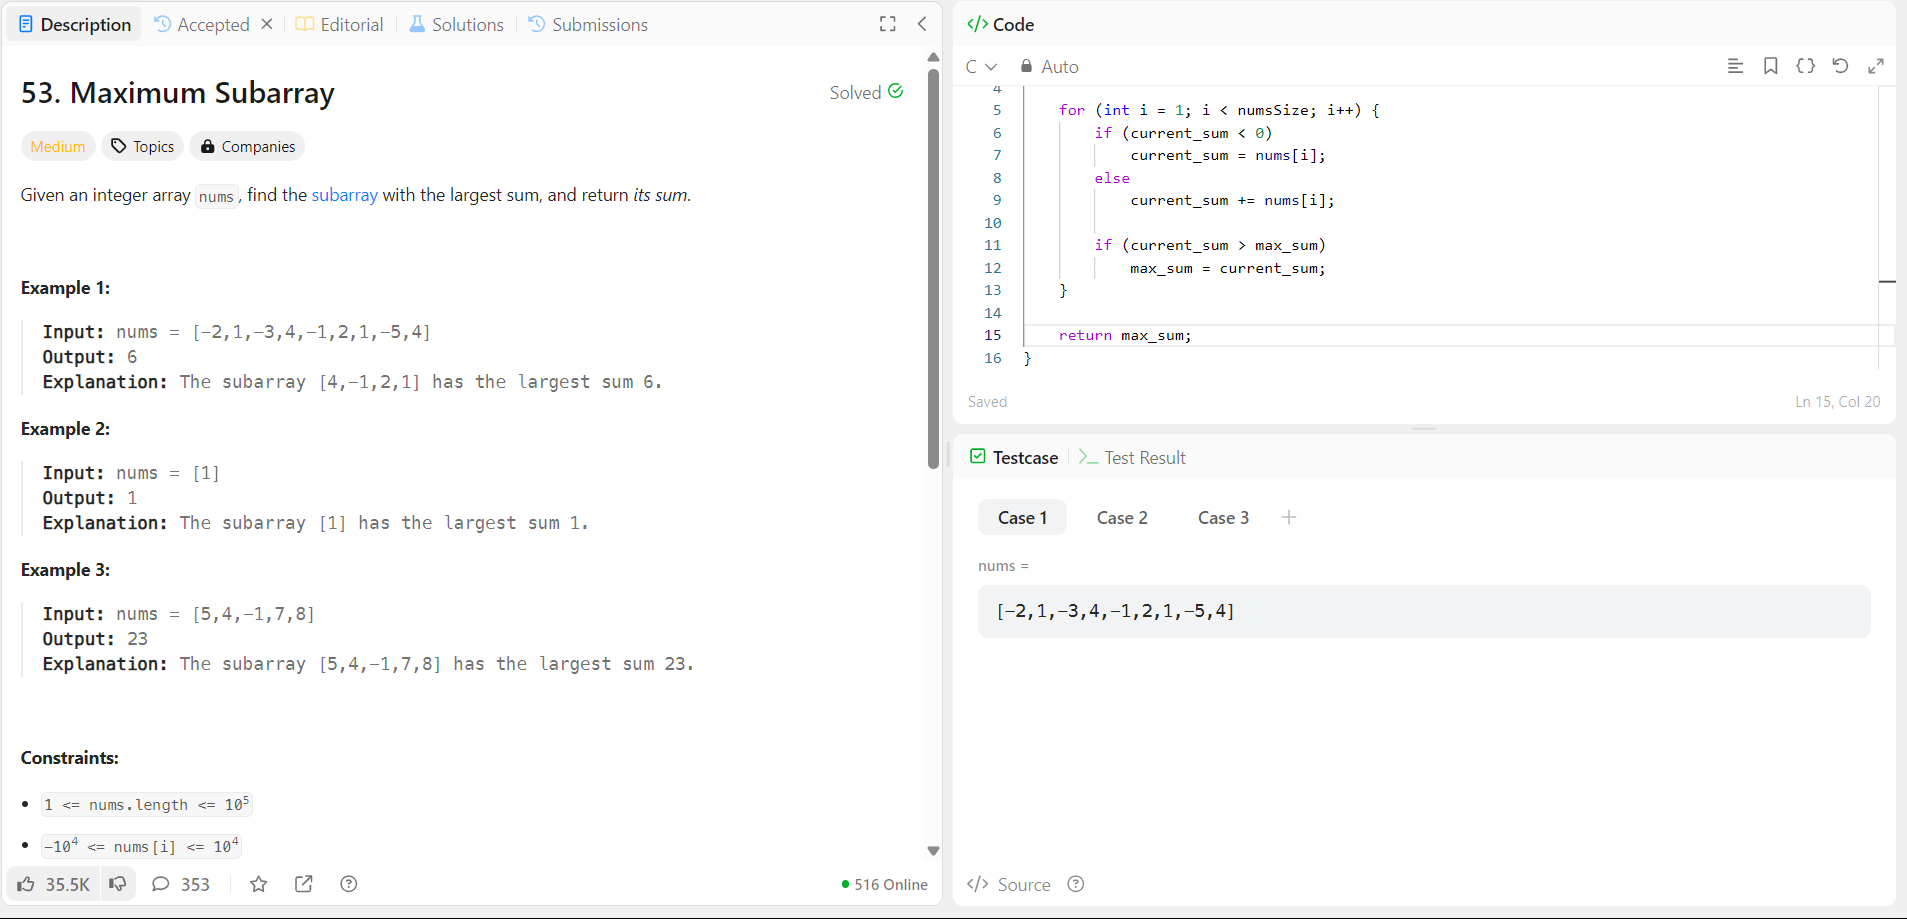 Description
Accepted
Editorial
Solutions
Submissions
53. Maximum Subarray
Solved
Medium
Topics
Companies
Given an integer array nums, find the subarray with the largest sum, and return its sum.
Example 1:
Input: nums = [-2,1,-3,4,-1,2,1,-5,4]
Output: 6
Explanation: The subarray [4,-1,2,1] has the largest sum 6.
Example 2:
Input: nums = [1]
Output: 1
Explanation: The subarray [1] has the largest sum 1.
Example 3:
Input: nums = [5,4,-1,7,8]
Output: 23
Explanation: The subarray [5,4,-1,7,8] has the largest sum 23.
Constraints:
• 1 <= nums.length <= 10⁵
• -10⁴ <= nums[i] <= 10⁴
35.5K
353
516 Online
</> Code
C
Auto
4
5 for (int i = 1; i < numsSize; i++) {
6 if (current_sum < 0)
7 current_sum = nums[i];
8 else
9 current_sum += nums[i];
10
11 if (current_sum > max_sum)
12 max_sum = current_sum;
13 }
14
15 return max_sum;
16 }
Saved
Ln 15, Col 20
Testcase
Test Result
Case 1
Case 2
Case 3
+
nums =
[-2,1,-3,4,-1,2,1,-5,4]
</> Source